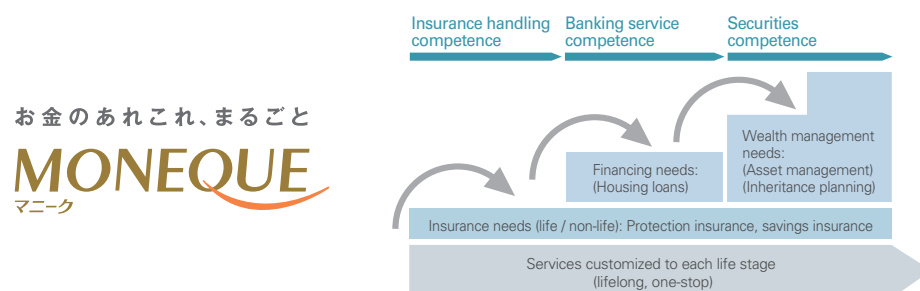 お金のあれこれ、まるごと
MONEQUE
マニーク
Insurance handling
competence
Banking service
competence
Securities
competence
Wealth management
needs:
(Asset management)
(Inheritance planning)
Financing needs:
(Housing loans)
Insurance needs (life / non-life): Protection insurance, savings insurance
Services customized to each life stage
(lifelong, one-stop)